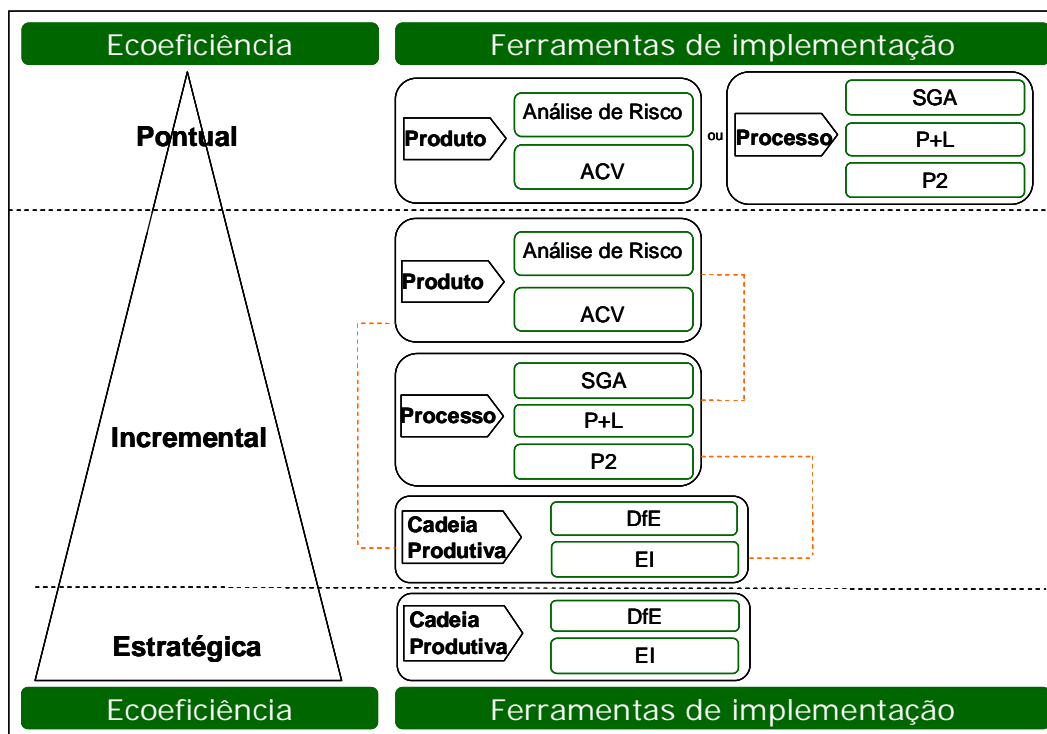 Ecoeficiência
Ferramentas de implementação
Pontual
Produto
Análise de Risco
ACV
ou
Processo
SGA
P+L
P2
Incremental
Produto
Análise de Risco
ACV
Processo
SGA
P+L
P2
Cadeia
Produtiva
DfE
EI
Estratégica
Cadeia
Produtiva
DfE
EI
Ecoeficiência
Ferramentas de implementação